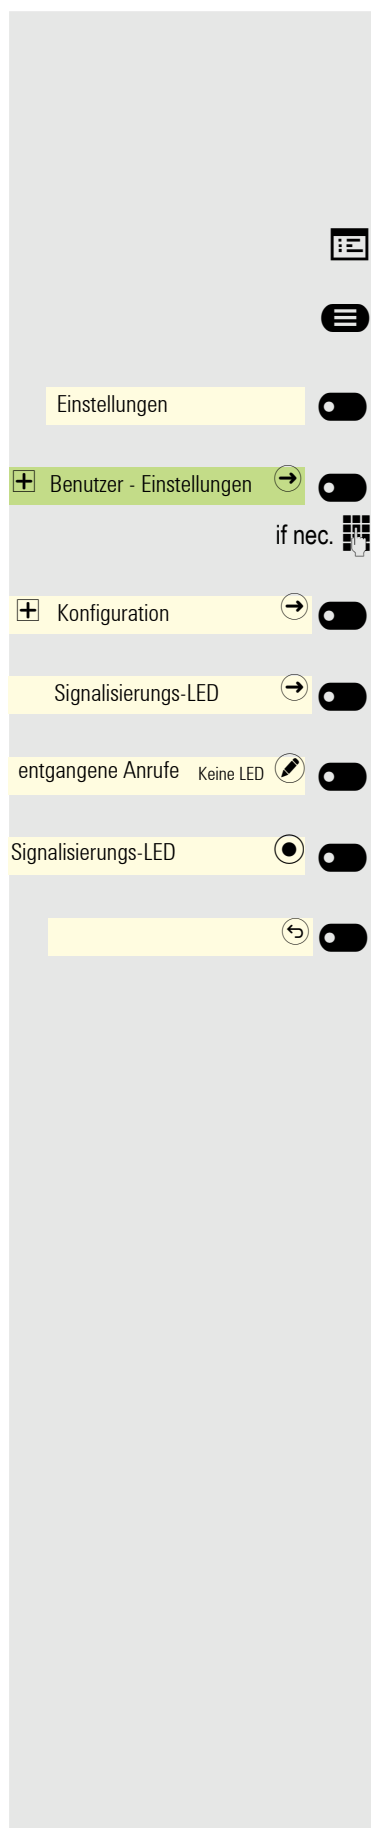 Einstellungen
Benutzer - Einstellungen
if nec.
Konfiguration
Signalisierungs-LED
entgangene Anrufe Keine LED
Signalisierungs-LED